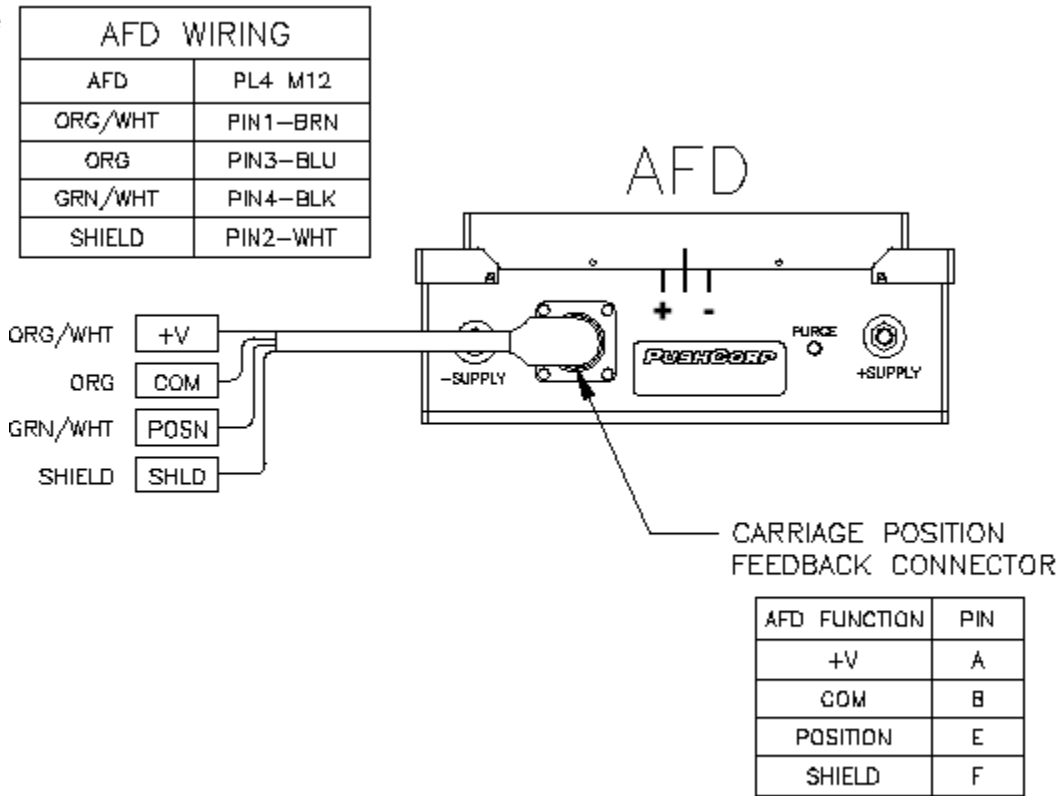 AFD WIRING
AFD PL4 M12
ORG/WHT PIN1-BRN
ORG PIN3-BLU
GRN/WHT PIN4-BLK
SHIELD PIN2-WHT
AFD
+ -
PUSHCORP
PURGE
-SUPPLY
+SUPPLY
ORG/WHT +V
ORG COM
GRN/WHT POSN
SHIELD SHLD
CARRIAGE POSITION
FEEDBACK CONNECTOR
AFD FUNCTION PIN
+V A
COM B
POSITION E
SHIELD F